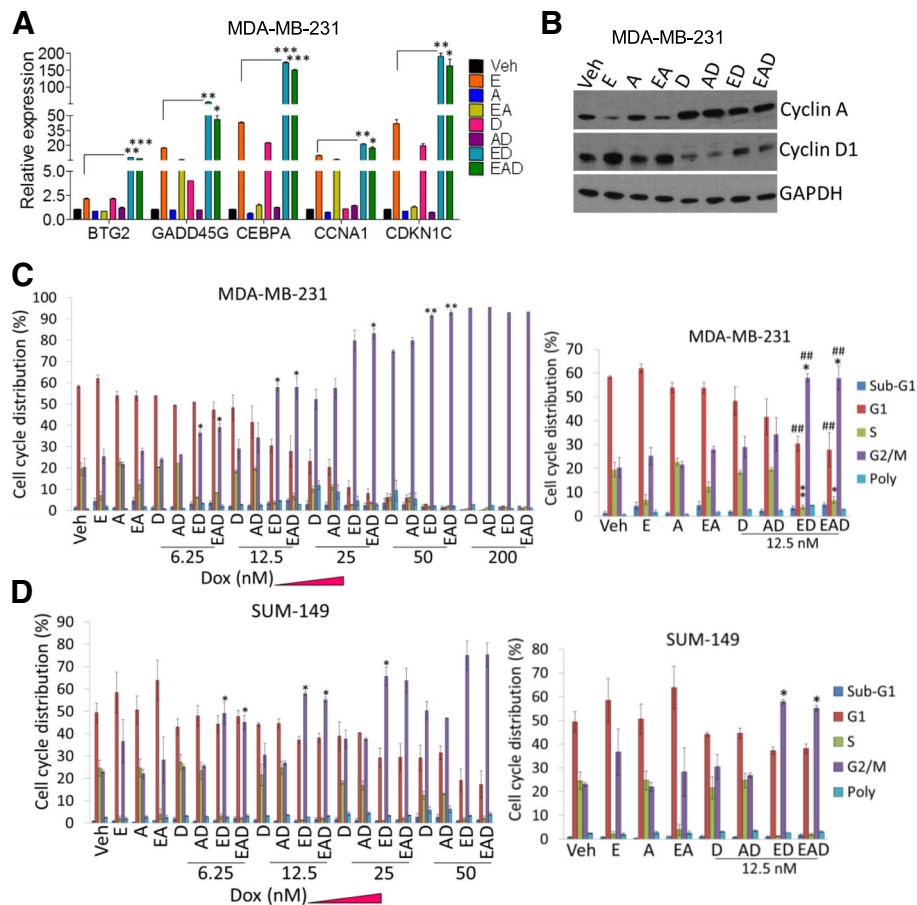 A
MDA-MB-231
Relative expression
200
150
100
50
50
25
10
5.0
2.5
0.0
** *** *** *** ** * *** ** ** * ** *
BTG2 GADD45G CEBPA CCNA1 CDKN1C
Veh
E
A
EA
D
AD
ED
EAD
B
MDA-MB-231
Veh E A EA D AD ED EAD
Cyclin A
Cyclin D1
GAPDH
C
MDA-MB-231
Cell cycle distribution (%)
100
90
80
70
60
50
40
30
20
10
0
* * * * * ** **
Veh E A EA D AD ED EAD D AD ED EAD D AD ED EAD D AD ED EAD D AD ED EAD
6.25 12.5 25 50 200
Dox (nM)
MDA-MB-231
Cell cycle distribution (%)
70
60
50
40
30
20
10
0
## ** ## * ## * ## *
Veh E A EA D AD ED EAD
12.5 nM
Sub-G1
G1
S
G2/M
Poly
D
SUM-149
Cell cycle distribution (%)
90
80
70
60
50
40
30
20
10
0
* * * * *
Veh E A EA D AD ED EAD D AD ED EAD D AD ED EAD D AD ED EAD
6.25 12.5 25 50
Dox (nM)
SUM-149
Cell cycle distribution (%)
80
70
60
50
40
30
20
10
0
* *
Veh E A EA D AD ED EAD
12.5 nM
Sub-G1
G1
S
G2/M
Poly